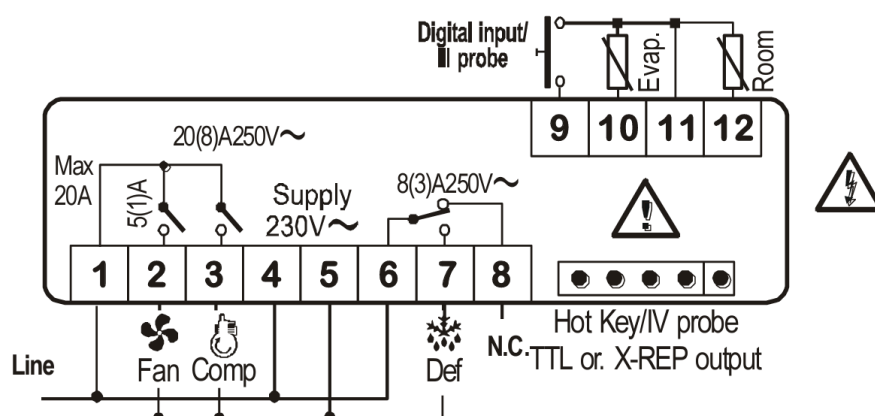 Digital input/
III probe
Evap.
Room
9 10 11 12
20(8)A250V~
Max
20A
5(1)A
Supply
230V~
8(3)A250V~
1 2 3 4 5 6 7 8
Fan Comp
Def
N.C.
Hot Key/IV probe
TTL or. X-REP output
Line